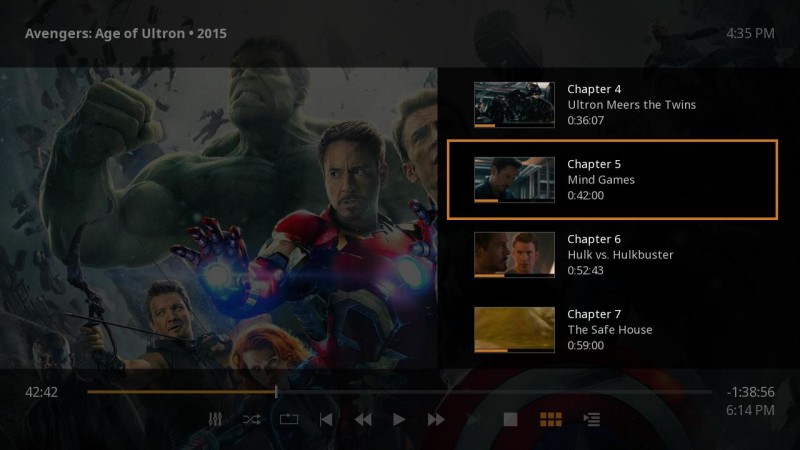 Avengers: Age of Ultron • 2015
4:35 PM
Chapter 4
Ultron Meers the Twins
0:36:07
Chapter 5
Mind Games
0:42:00
Chapter 6
Hulk vs. Hulkbuster
0:52:43
Chapter 7
The Safe House
0:59:00
42:42
-1:38:56
6:14 PM